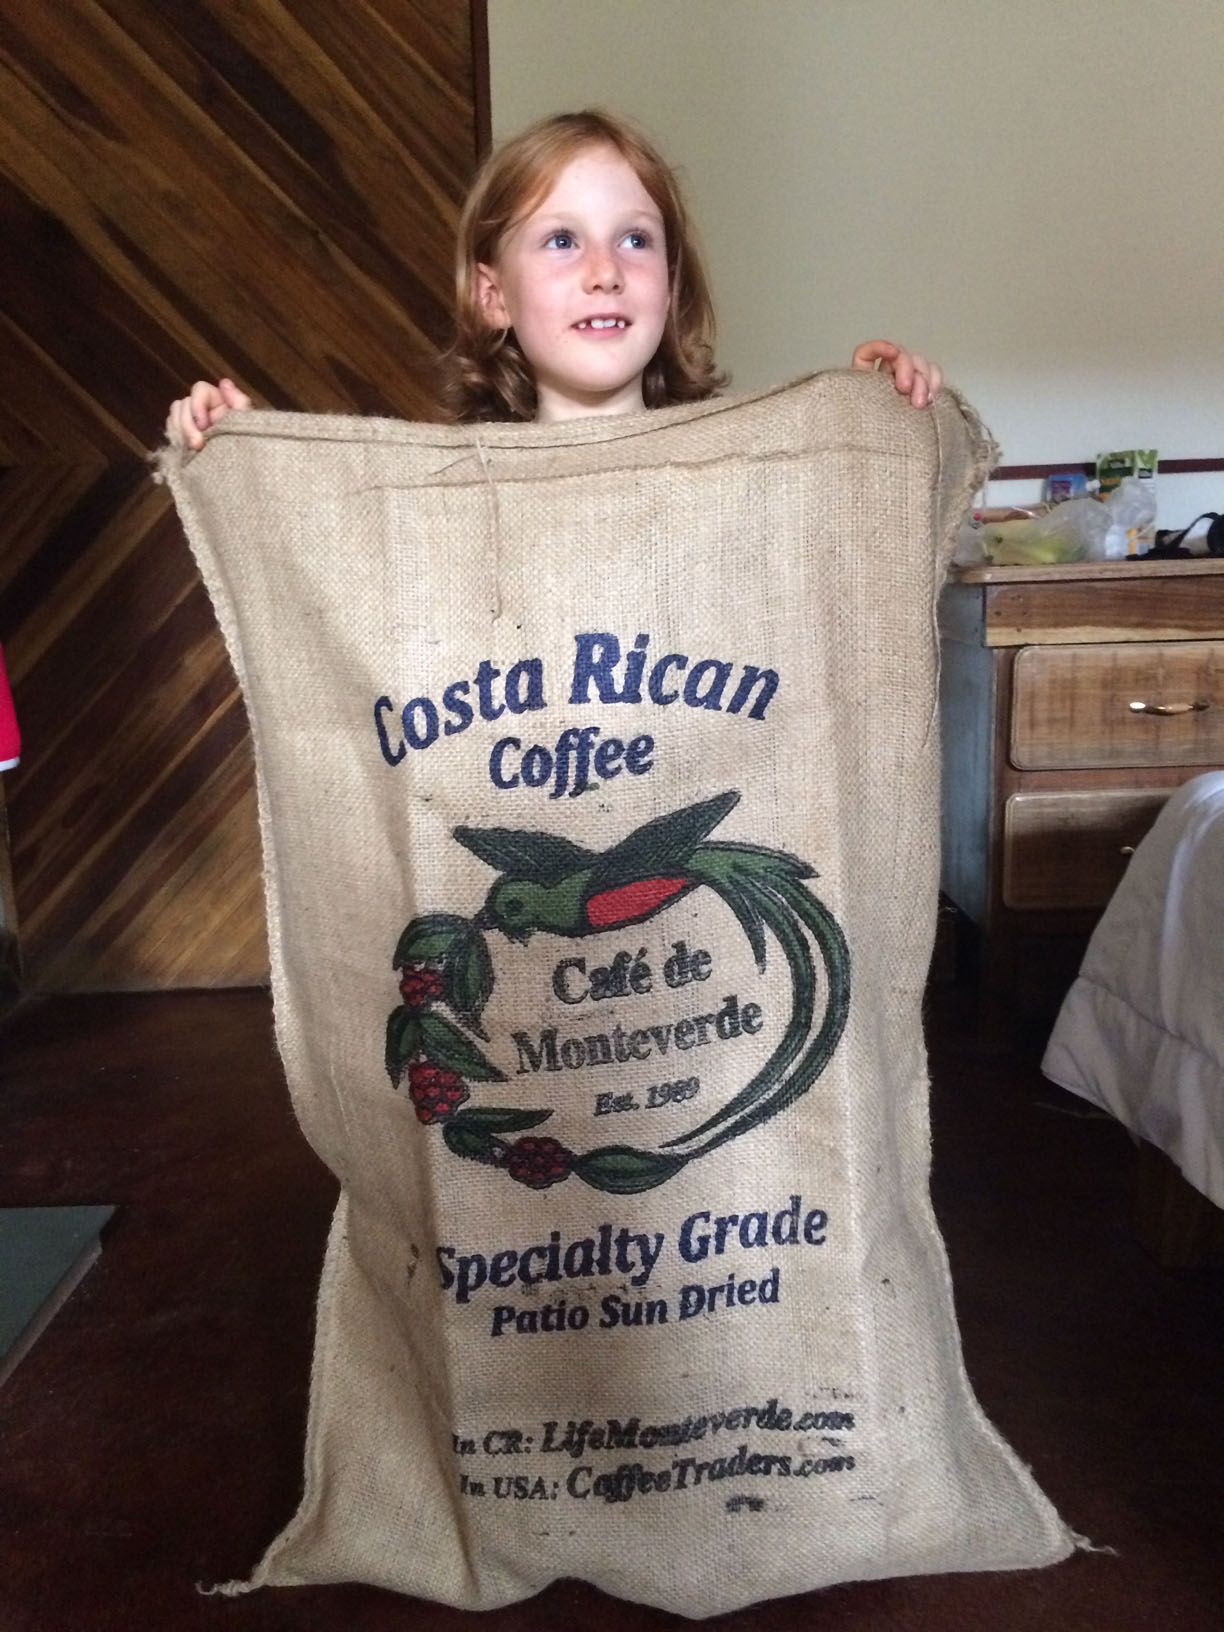 Costa Rican
Coffee
Café de
Monteverde
Est. 1989
Specialty Grade
Patio Sun Dried
In CR: LifeMonteverde.com
In USA: CoffeeTraders.com